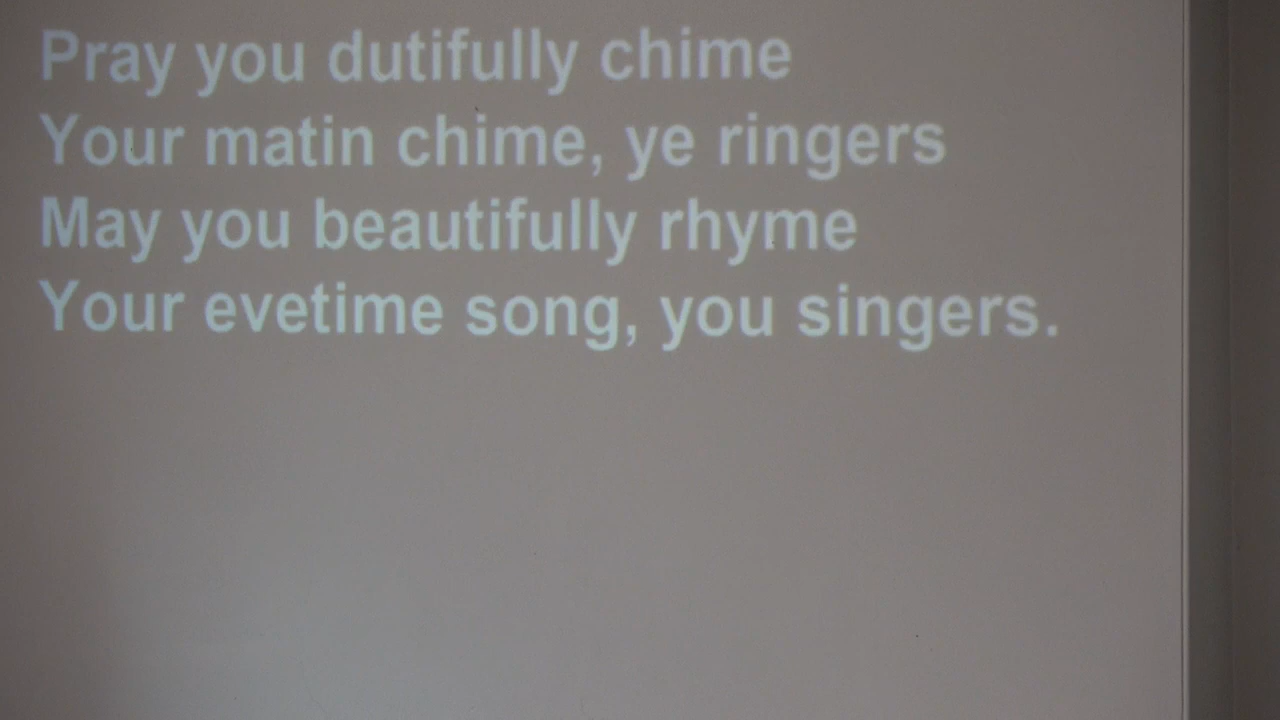 Pray you dutifully chime
Your matin chime, ye ringers
May you beautifully rhyme
Your evetime song, you singers.